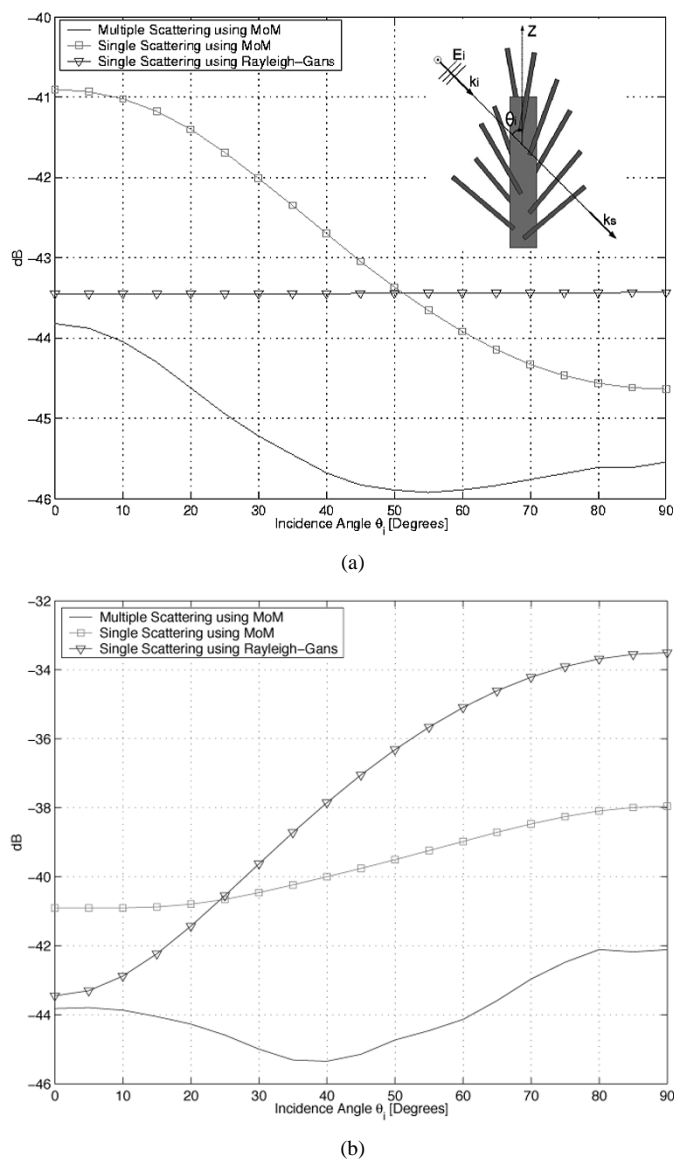 -40
Multiple Scattering using MoM
Single Scattering using MoM
Single Scattering using Rayleigh-Gans
Z
Ei
ki
θi
ks
-41
-42
-43
-44
-45
-46
dB
0 10 20 30 40 50 60 70 80 90
Incidence Angle θi [Degrees]
(a)
-32
Multiple Scattering using MoM
Single Scattering using MoM
Single Scattering using Rayleigh-Gans
-34
-36
-38
-40
-42
-44
-46
dB
0 10 20 30 40 50 60 70 80 90
Incidence Angle θi [Degrees]
(b)